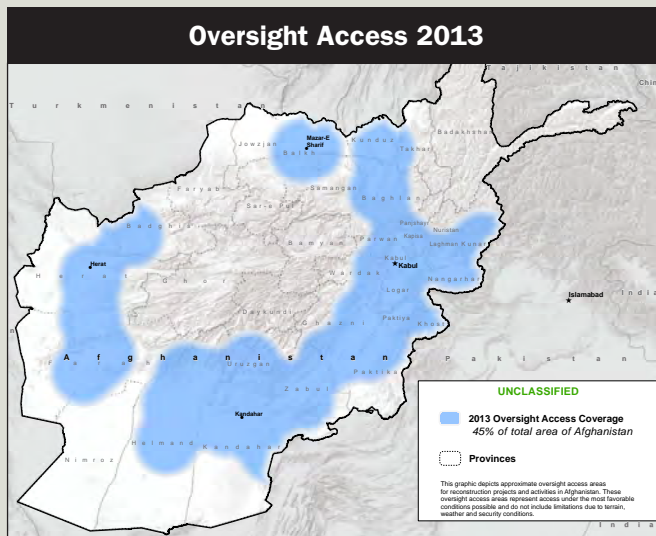 Oversight Access 2013
Tajikistan
Turkmenistan
Mazar-E
Sharif
Jowzjan
Balkh
Kunduz
Takhar
Badakhshan
Faryab
Samangan
Baghlan
Sar-e Pul
Badghis
Panjshayr
Nuristan
Kapisa
Bamyan
Parwan
Laghman
Kunar
Kabul
Kabul
Herat
Herat
Wardak
Nangarhar
Ghor
Logar
Islamabad
Daykundi
Paktiya
Ghazni
Khost
Afghanistan
Farah
Uruzgan
Pakistan
Paktika
Zabul
Kandahar
Helmand
Kandahar
Nimroz
UNCLASSIFIED
2013 Oversight Access Coverage
45% of total area of Afghanistan
Provinces
This graphic depicts approximate oversight access areas
for reconstruction projects and activities in Afghanistan. These
oversight access areas represent access under the most favorable
conditions possible and do not include limitations due to terrain,
weather and security conditions.